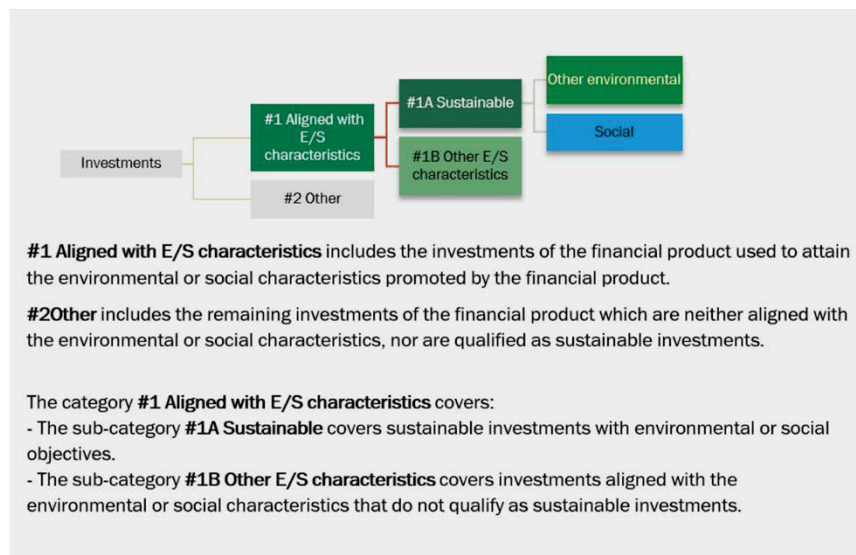 Other environmental
#1A Sustainable
#1 Aligned with
E/S
characteristics
Social
Investments
#1B Other E/S
characteristics
#2 Other
#1 Aligned with E/S characteristics includes the investments of the financial product used to attain
the environmental or social characteristics promoted by the financial product.
#2Other includes the remaining investments of the financial product which are neither aligned with
the environmental or social characteristics, nor are qualified as sustainable investments.
The category #1 Aligned with E/S characteristics covers:
- The sub-category #1A Sustainable covers sustainable investments with environmental or social
objectives.
- The sub-category #1B Other E/S characteristics covers investments aligned with the
environmental or social characteristics that do not qualify as sustainable investments.